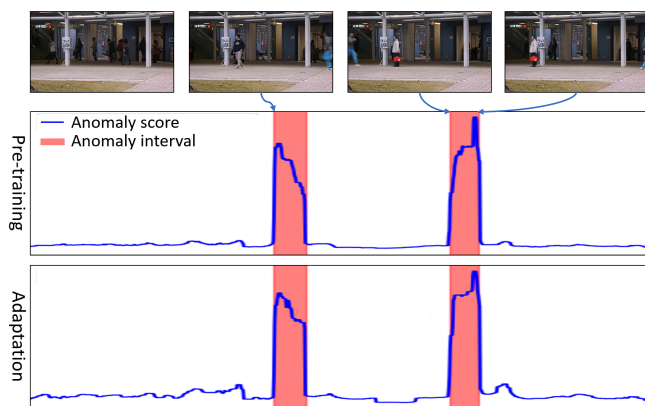 Anomaly score
Anomaly interval
Pre-training
Adaptation